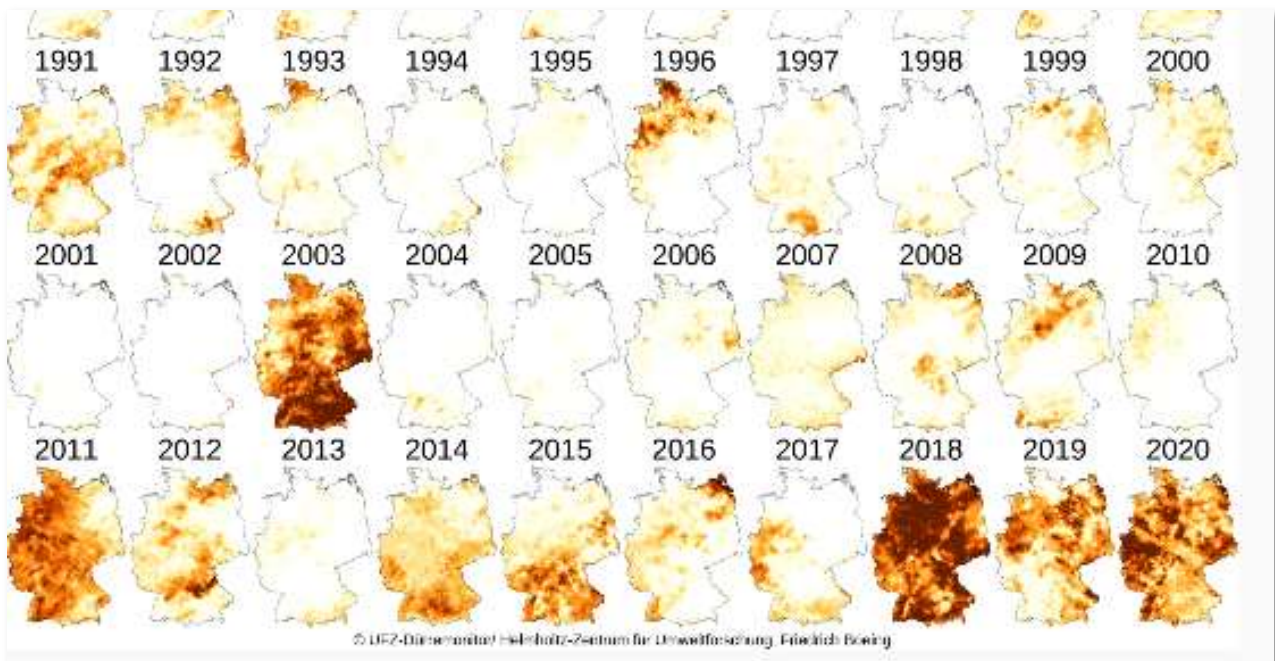 1991 1992 1993 1994 1995 1996 1997 1998 1999 2000
2001 2002 2003 2004 2005 2006 2007 2008 2009 2010
2011 2012 2013 2014 2015 2016 2017 2018 2019 2020
© UFZ-Dürremonitor/ Helmholtz-Zentrum für Umweltforschung, Friedrich Boeing